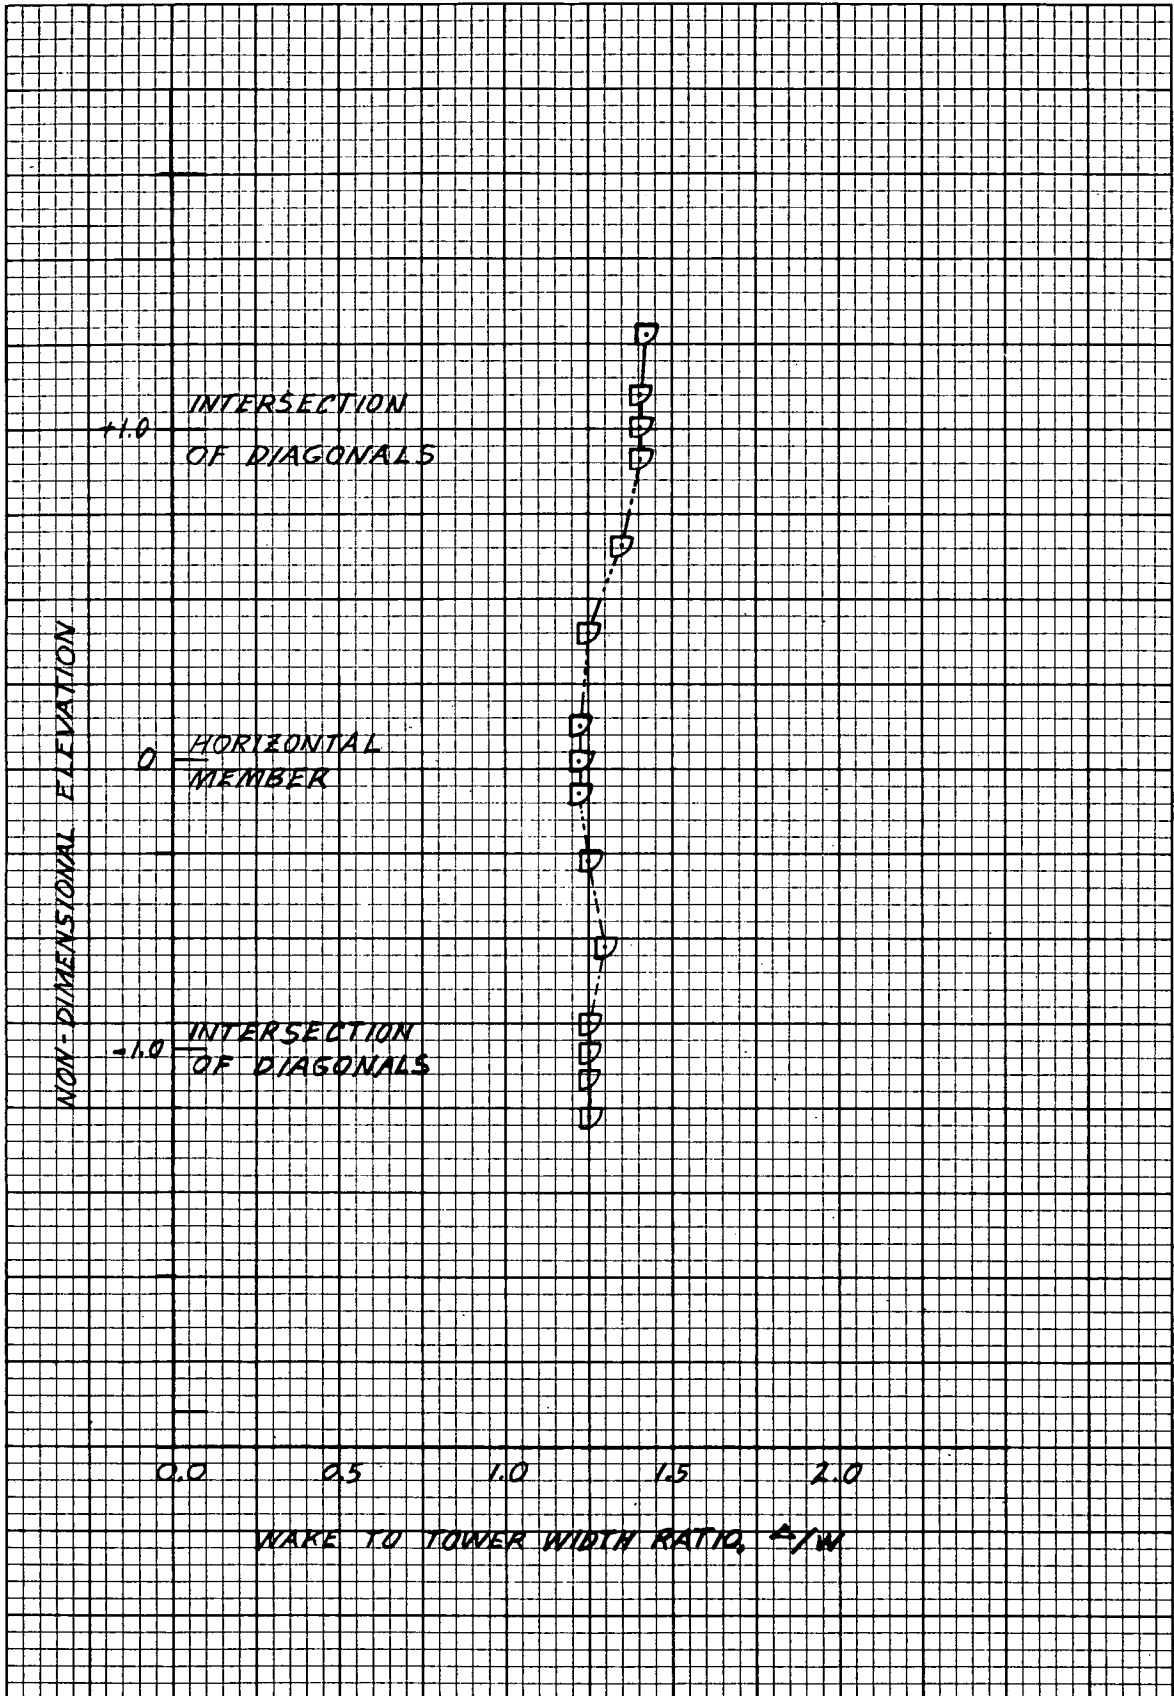 INTERSECTION
+1.0
OF DIAGONALS
HORIZONTAL
0
MEMBER
NON-DIMENSIONAL ELEVATION
INTERSECTION
-1.0
OF DIAGONALS
0.0 0.5 1.0 1.5 2.0
WAKE TO TOWER WIDTH RATIO, Δ/W